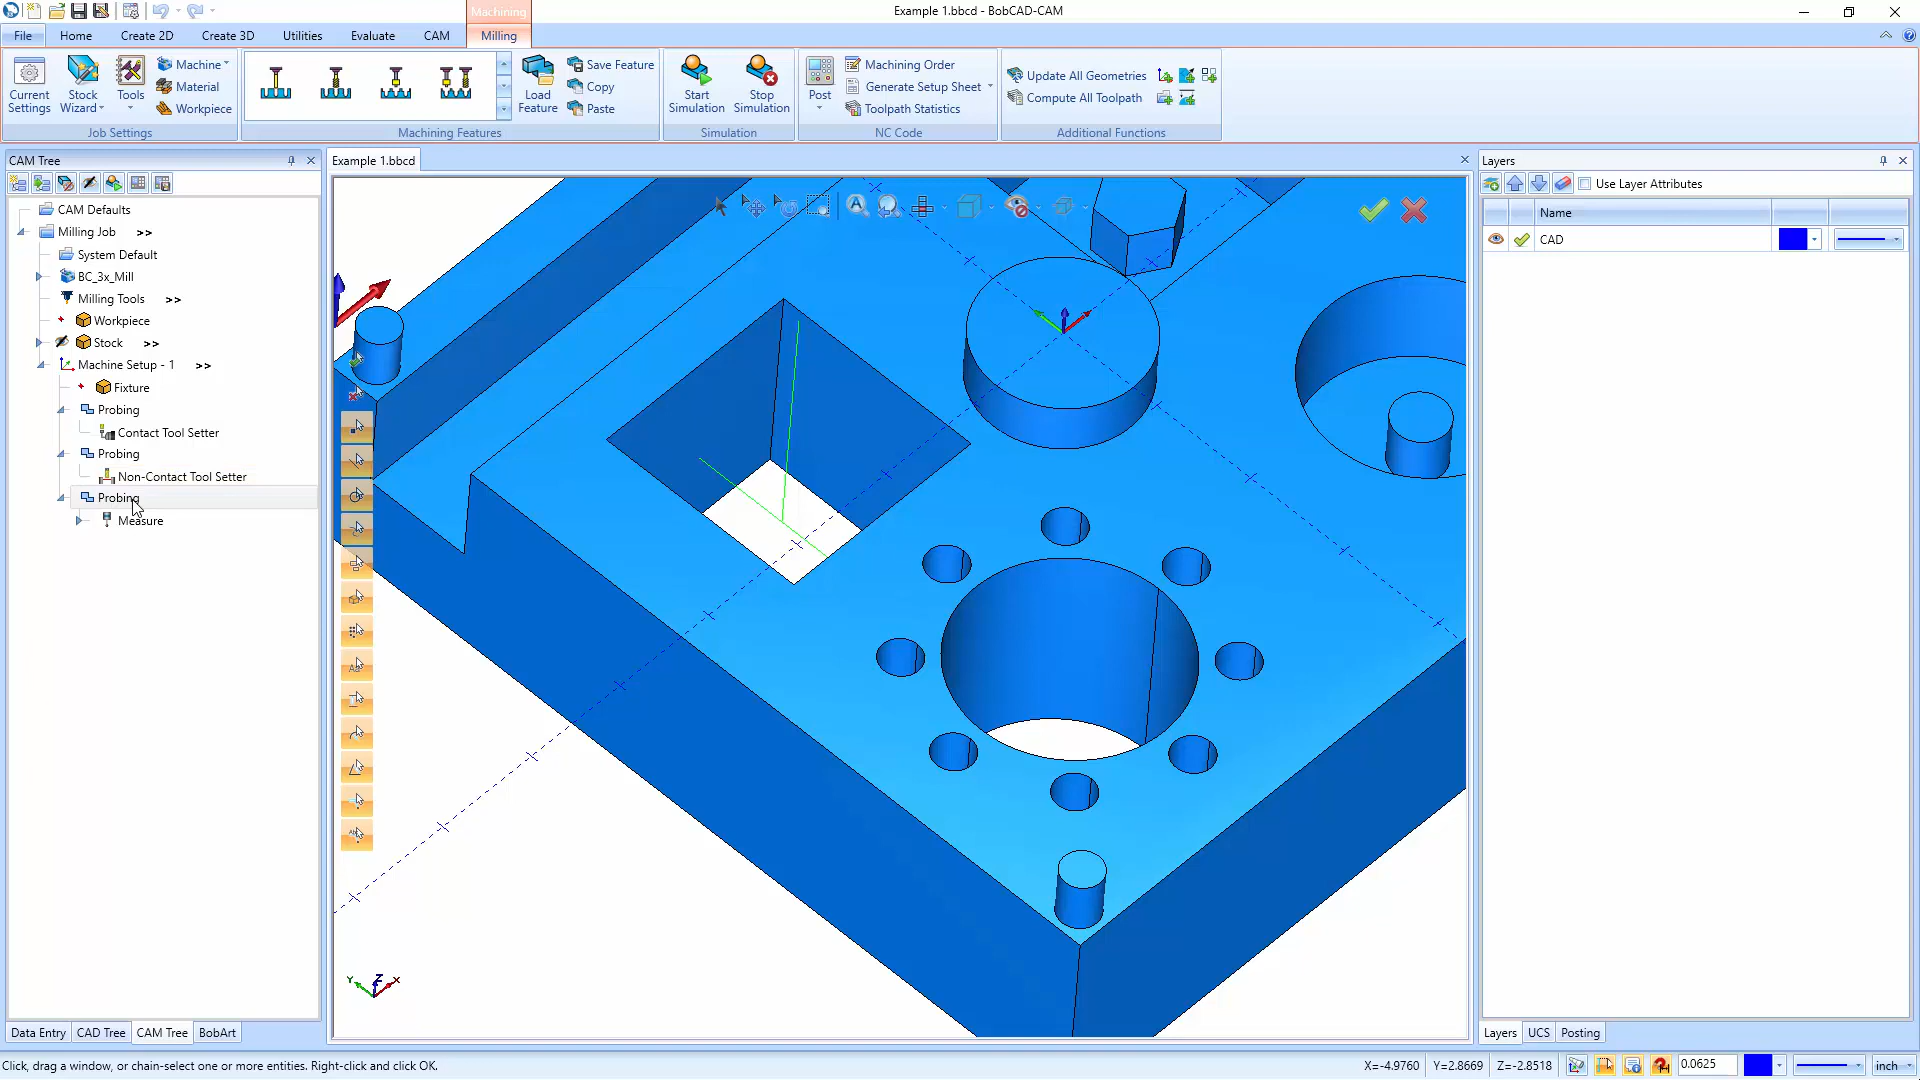 Machining
Example 1.bbcd - BobCAD-CAM
File Home Create 2D Create 3D Utilities Evaluate CAM Milling
Current Settings
Stock Wizard
Tools
Machine
Material
Workpiece
Job Settings
Load Feature
Save Feature
Copy
Paste
Machining Features
Start Simulation
Stop Simulation
Simulation
Post
Machining Order
Generate Setup Sheet
Toolpath Statistics
NC Code
Update All Geometries
Compute All Toolpath
Additional Functions
CAM Tree
CAM Defaults
Milling Job >>
System Default
BC_3x_Mill
Milling Tools >>
Workpiece
Stock >>
Machine Setup - 1 >>
Fixture
Probing
Contact Tool Setter
Probing
Non-Contact Tool Setter
Probing
Measure
Data Entry CAD Tree CAM Tree BobArt
Example 1.bbcd
Y Z X
Layers
Use Layer Attributes
Name
CAD
Layers UCS Posting
Click, drag a window, or chain-select one or more entities. Right-click and click OK.
X=-4.9760 Y=2.8669 Z=-2.8518 0.0625 inch